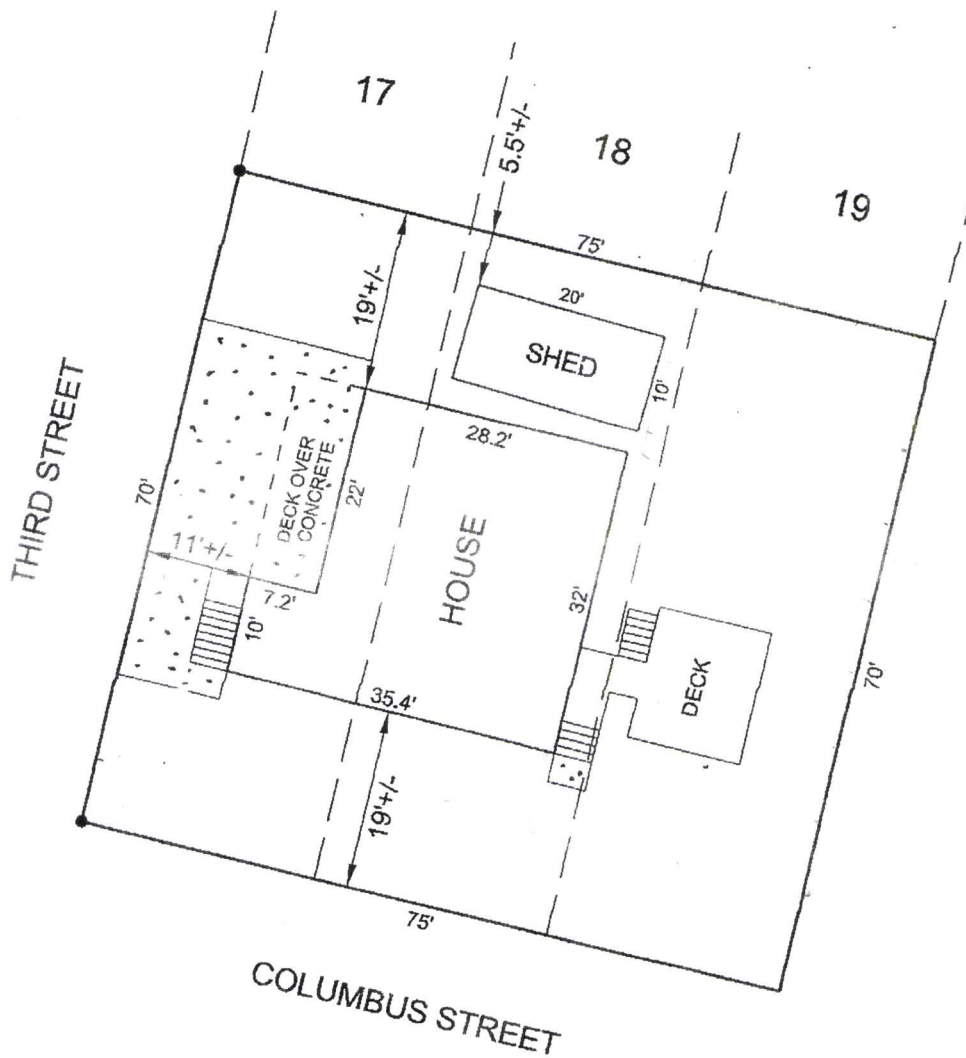 17
5.5'+/-
18
19
75'
19'+/-
20'
SHED
10'
28.2'
DECK OVER
CONCRETE
22'
THIRD STREET
70'
HOUSE
11'+/-
7.2'
10'
32'
DECK
70'
35.4'
19'+/-
75'
COLUMBUS STREET